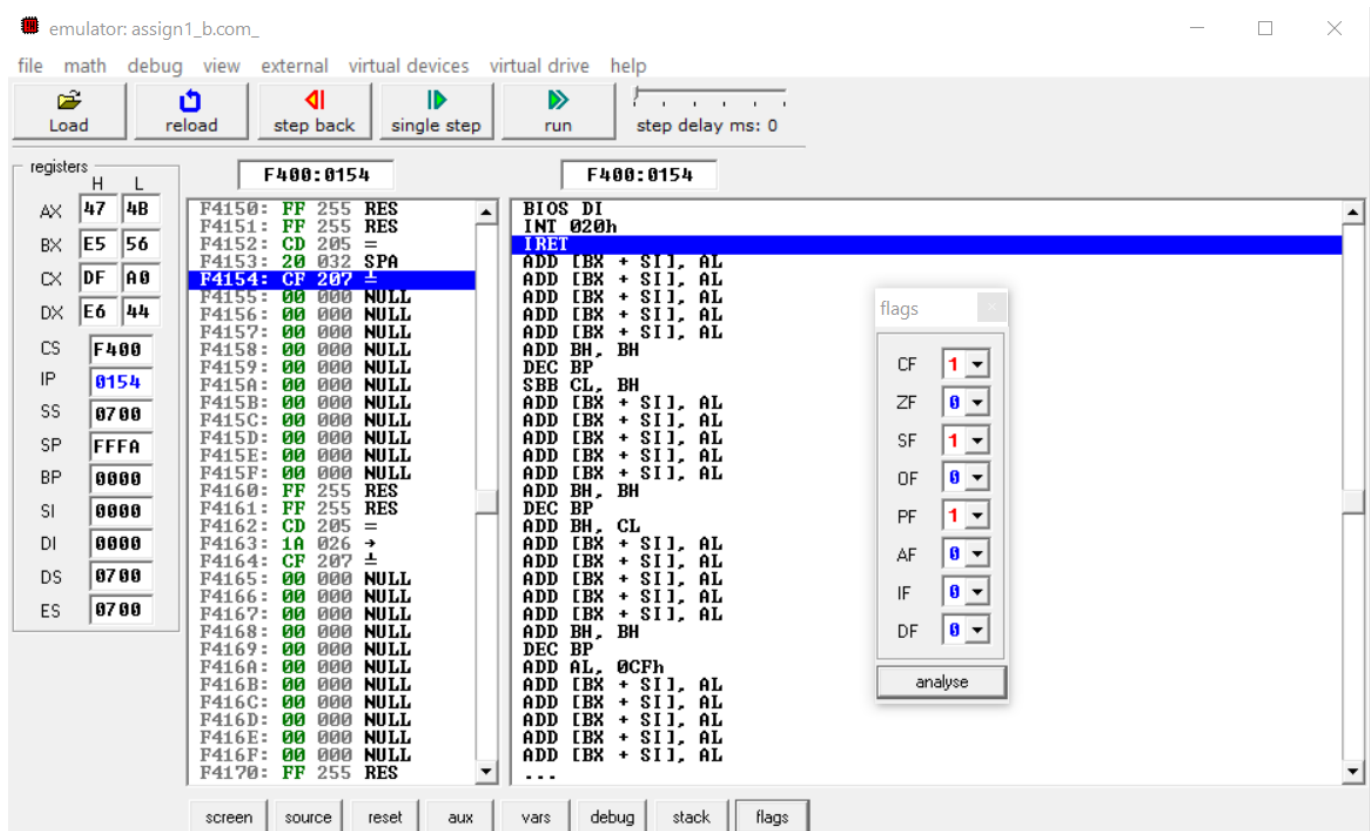 emulator: assign1_b.com_
file math debug view external virtual devices virtual drive help
Load reload step back single step run step delay ms: 0
registers
H L
AX 47 4B
BX E5 56
CX DF A0
DX E6 44
CS F400
IP 0154
SS 0700
SP FFFA
BP 0000
SI 0000
DI 0000
DS 0700
ES 0700
F400:0154
F4150: FF 255 RES
F4151: FF 255 RES
F4152: CD 205 =
F4153: 20 032 SPA
F4154: CF 207 ╧
F4155: 00 000 NULL
F4156: 00 000 NULL
F4157: 00 000 NULL
F4158: 00 000 NULL
F4159: 00 000 NULL
F415A: 00 000 NULL
F415B: 00 000 NULL
F415C: 00 000 NULL
F415D: 00 000 NULL
F415E: 00 000 NULL
F415F: 00 000 NULL
F4160: FF 255 RES
F4161: FF 255 RES
F4162: CD 205 =
F4163: 1A 026 →
F4164: CF 207 ╧
F4165: 00 000 NULL
F4166: 00 000 NULL
F4167: 00 000 NULL
F4168: 00 000 NULL
F4169: 00 000 NULL
F416A: 00 000 NULL
F416B: 00 000 NULL
F416C: 00 000 NULL
F416D: 00 000 NULL
F416E: 00 000 NULL
F416F: 00 000 NULL
F4170: FF 255 RES
F400:0154
BIOS DI
INT 020h
IRET
ADD [BX + SI], AL
ADD [BX + SI], AL
ADD [BX + SI], AL
ADD [BX + SI], AL
ADD [BX + SI], AL
ADD BH, BH
DEC BP
SBB CL, BH
ADD [BX + SI], AL
ADD [BX + SI], AL
ADD [BX + SI], AL
ADD [BX + SI], AL
ADD [BX + SI], AL
ADD BH, BH
DEC BP
ADD BH, CL
ADD [BX + SI], AL
ADD [BX + SI], AL
ADD [BX + SI], AL
ADD [BX + SI], AL
ADD [BX + SI], AL
ADD BH, BH
DEC BP
ADD AL, 0CFh
ADD [BX + SI], AL
ADD [BX + SI], AL
ADD [BX + SI], AL
ADD [BX + SI], AL
ADD [BX + SI], AL
...
flags
CF 1
ZF 0
SF 1
OF 0
PF 1
AF 0
IF 0
DF 0
analyse
screen source reset aux vars debug stack flags